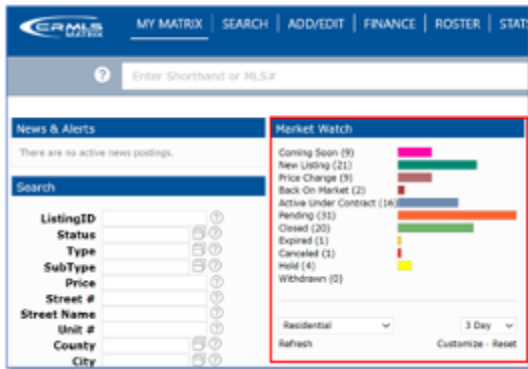 CRMLS
MATRIX
MY MATRIX | SEARCH | ADD/EDIT | FINANCE | ROSTER | STATS
Enter Shorthand or MLS#
News & Alerts
There are no active news postings.
Search
ListingID
Status
Type
SubType
Price
Street #
Street Name
Unit #
County
City
Market Watch
Coming Soon (9)
New Listing (21)
Price Change (9)
Back On Market (2)
Active Under Contract (16)
Pending (31)
Closed (20)
Expired (1)
Canceled (1)
Hold (4)
Withdrawn (0)
Residential
3 Day
Refresh
Customize - Reset